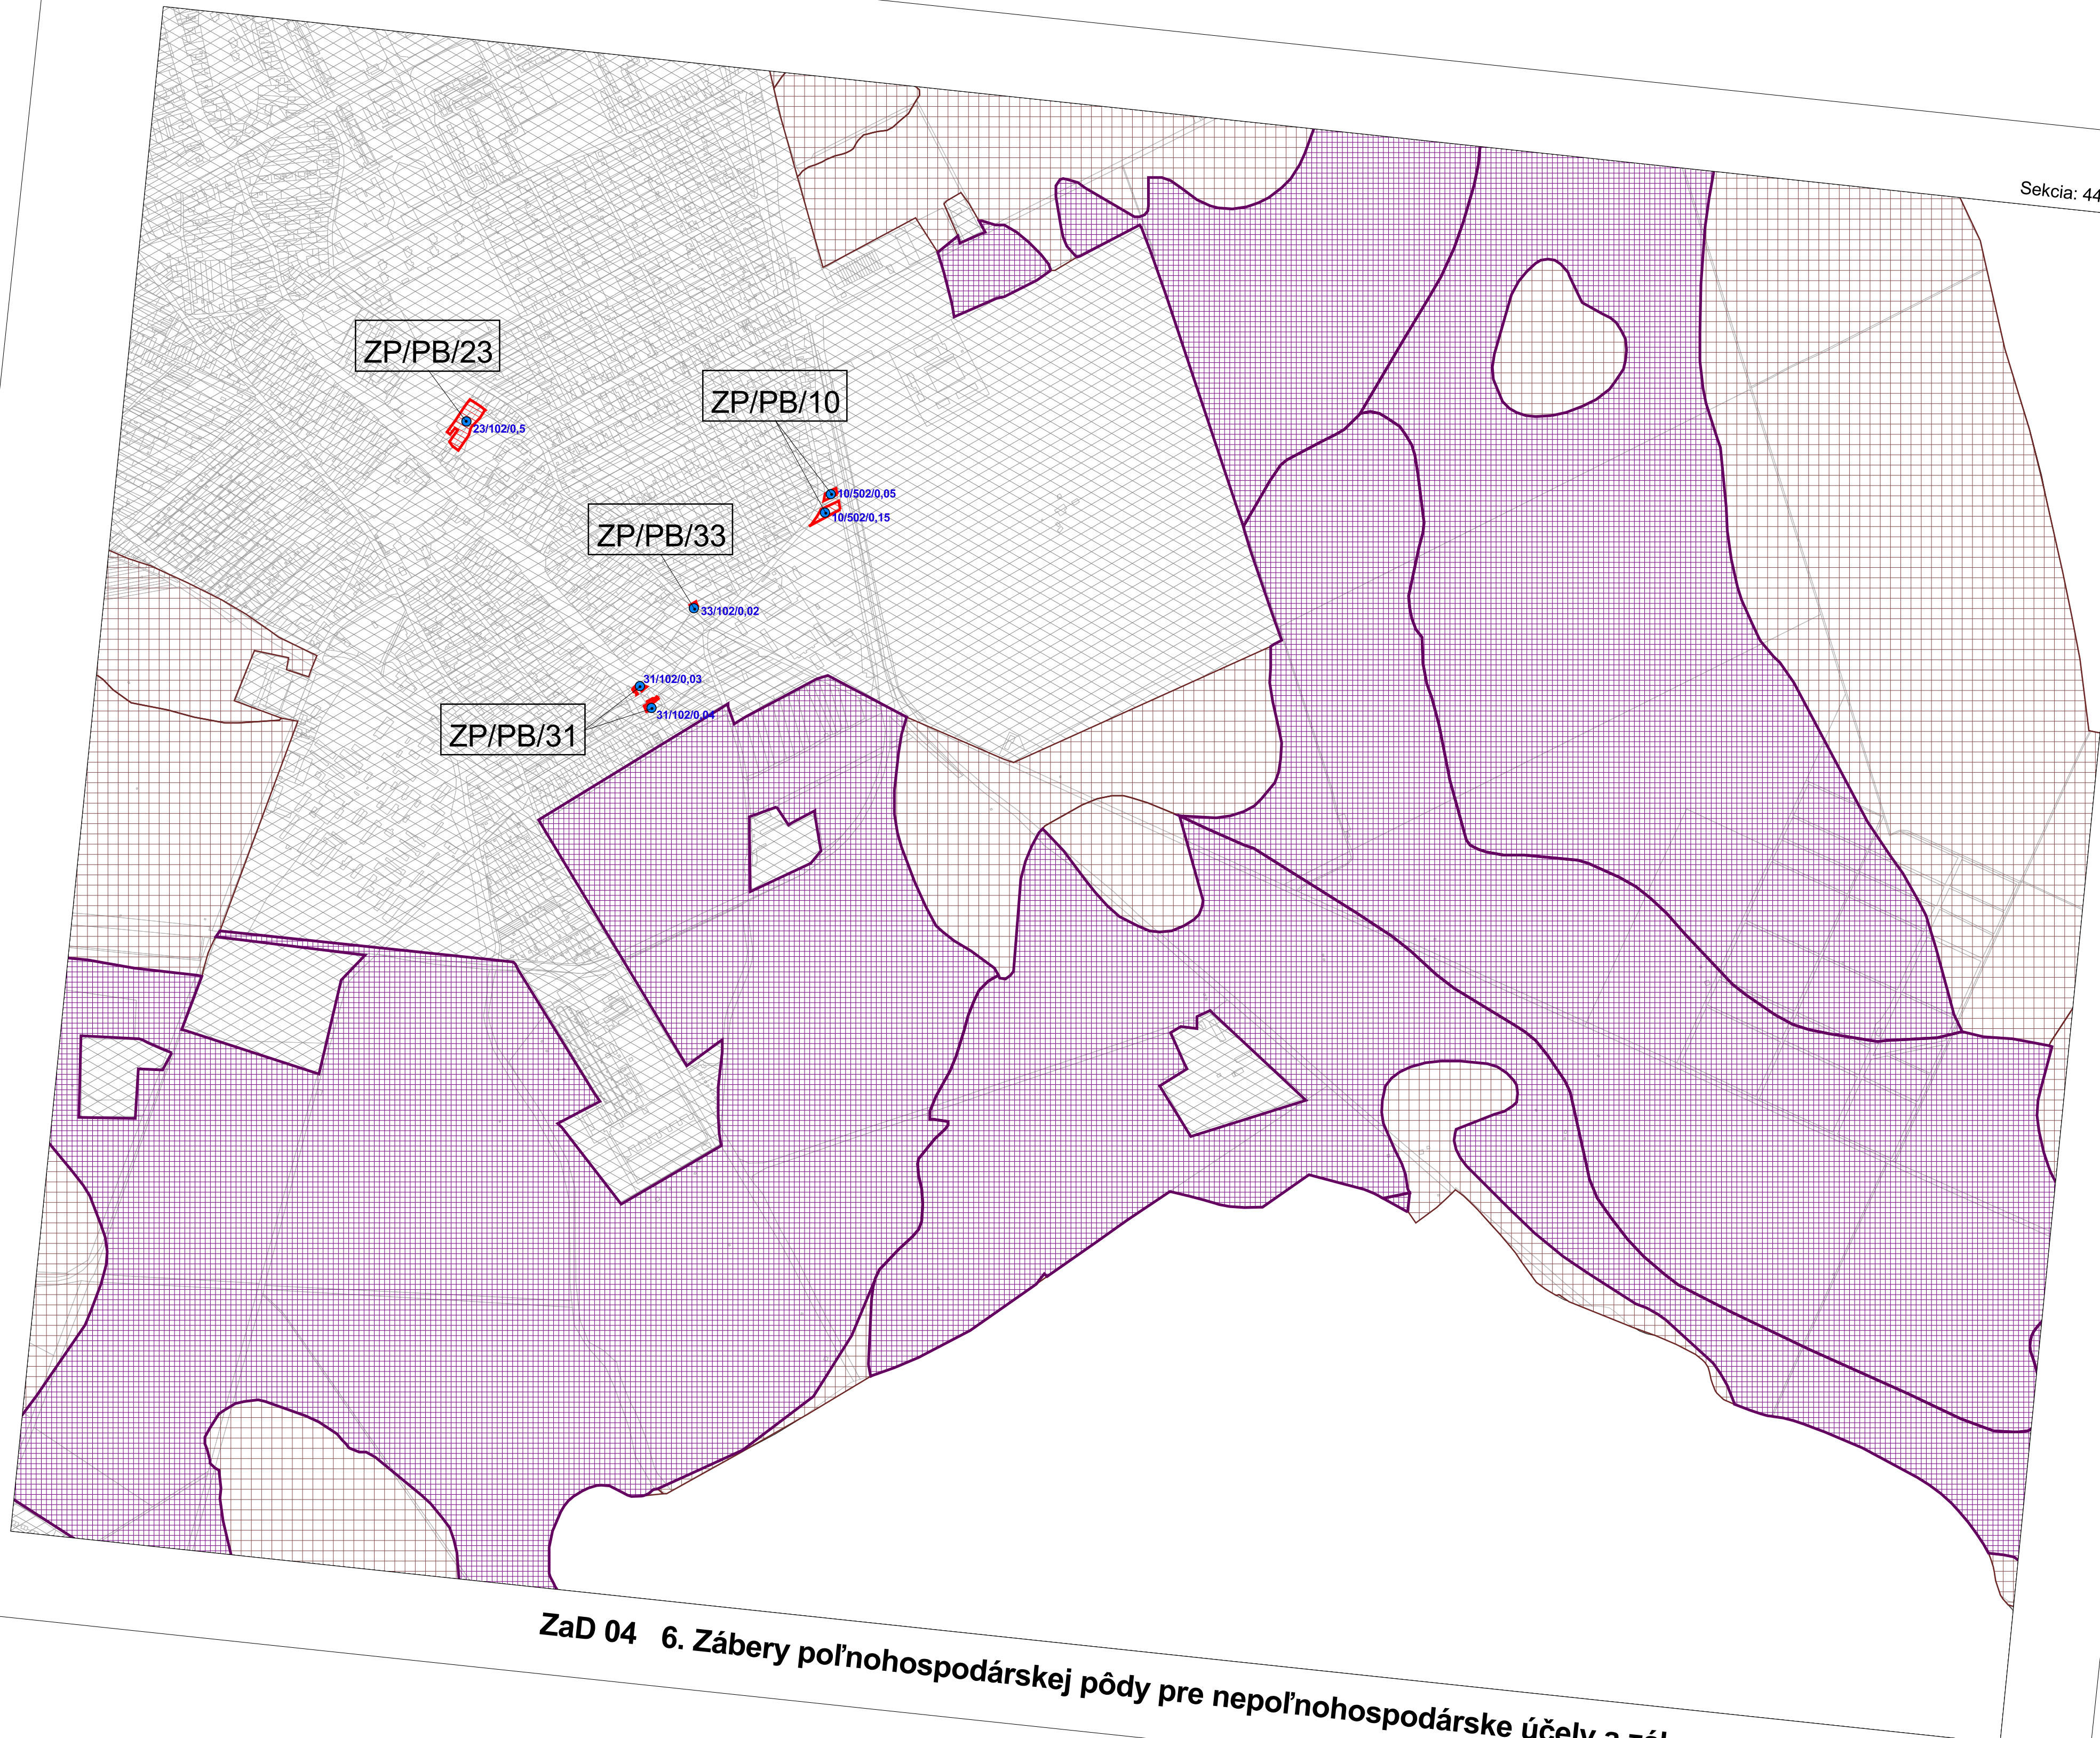 Sekcia: 44
ZP/PB/23
23/102/0,5
ZP/PB/10
10/502/0,05
10/502/0,15
ZP/PB/33
33/102/0,02
31/102/0,03
31/102/0,04
ZP/PB/31
ZaD 04 6. Zábery poľnohospodárskej pôdy pre nepoľnohospodárske účely a